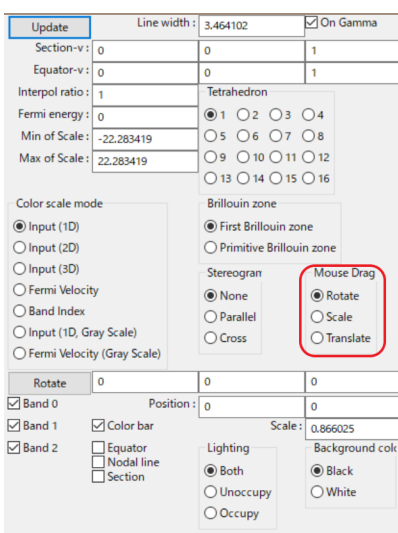 Update Line width : 3.464102 On Gamma
Section-v : 0 0 1
Equator-v : 0 0 1
Interpol ratio : 1 Tetrahedron
Fermi energy : 0 1 2 3 4
Min of Scale : -22.283419 5 6 7 8
Max of Scale : 22.283419 9 10 11 12
13 14 15 16
Color scale mode Brillouin zone
Input (1D) First Brillouin zone
Input (2D) Primitive Brillouin zone
Input (3D) Stereogran Mouse Drag
Fermi Velocity None Rotate
Band Index Parallel Scale
Input (1D, Gray Scale) Cross Translate
Fermi Velocity (Gray Scale)
Rotate 0 0 0
Band 0 Position : 0 0
Band 1 Color bar Scale : 0.866025
Band 2 Equator Lighting Background colo
Nodal line Both Black
Section Unoccupy White
Occupy